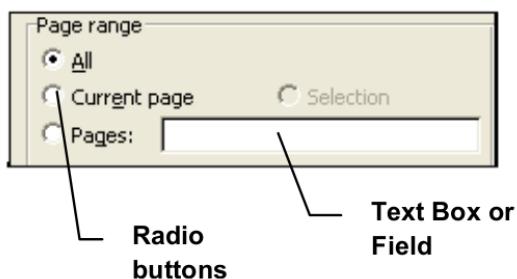 Page range
All
Current page Selection
Pages:
Radio
buttons
Text Box or
Field